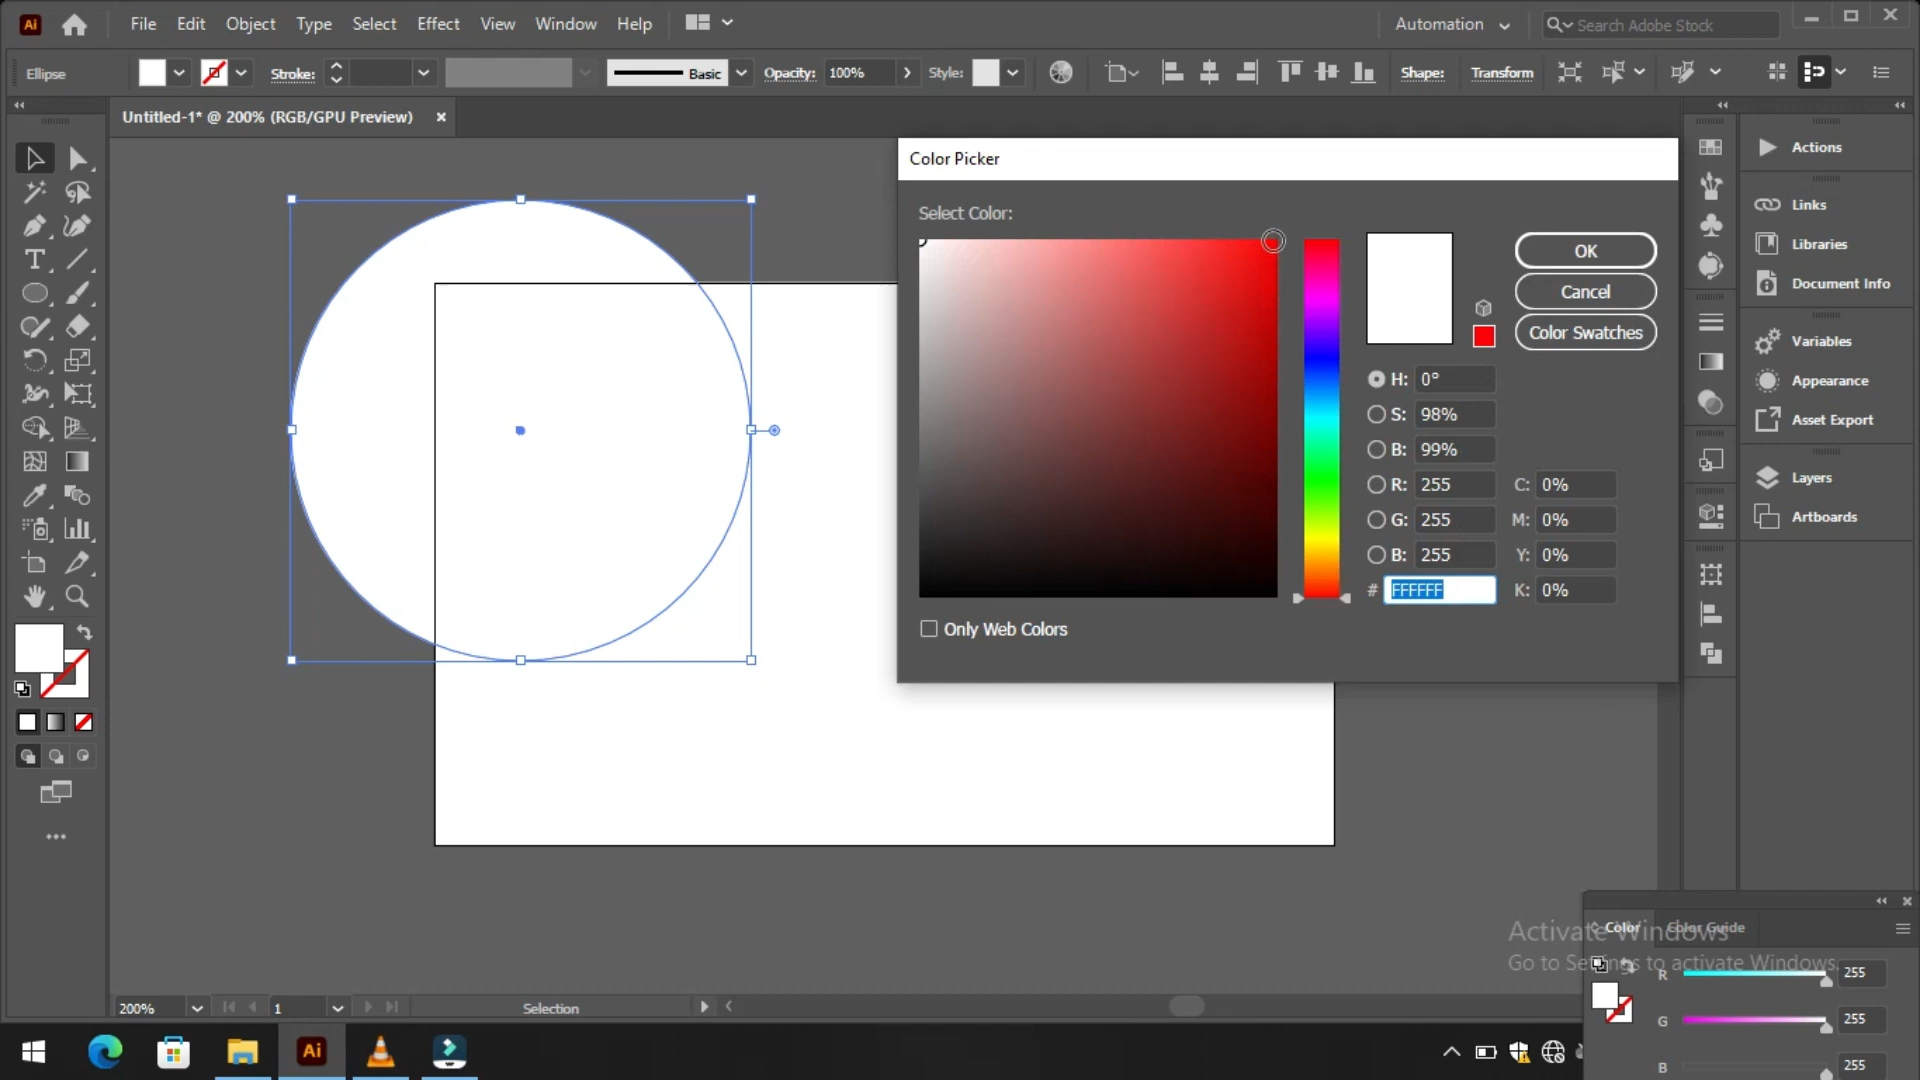 Ai File Edit Object Type Select Effect View Window Help Automation Search Adobe Stock
Ellipse Stroke: Basic Opacity: 100% Style: Shape: Transform
Untitled-1* @ 200% (RGB/GPU Preview)
Color Picker
Select Color:
OK
Cancel
Color Swatches
H: 0°
S: 98%
B: 99%
R: 255 C: 0%
G: 255 M: 0%
B: 255 Y: 0%
# FFFFFF K: 0%
Only Web Colors
Actions
Links
Libraries
Document Info
Variables
Appearance
Asset Export
Layers
Artboards
Color Color Guide
Activate Windows
Go to Settings to activate Windows.
R 255
G 255
B 255
200% 1 Selection
Ai